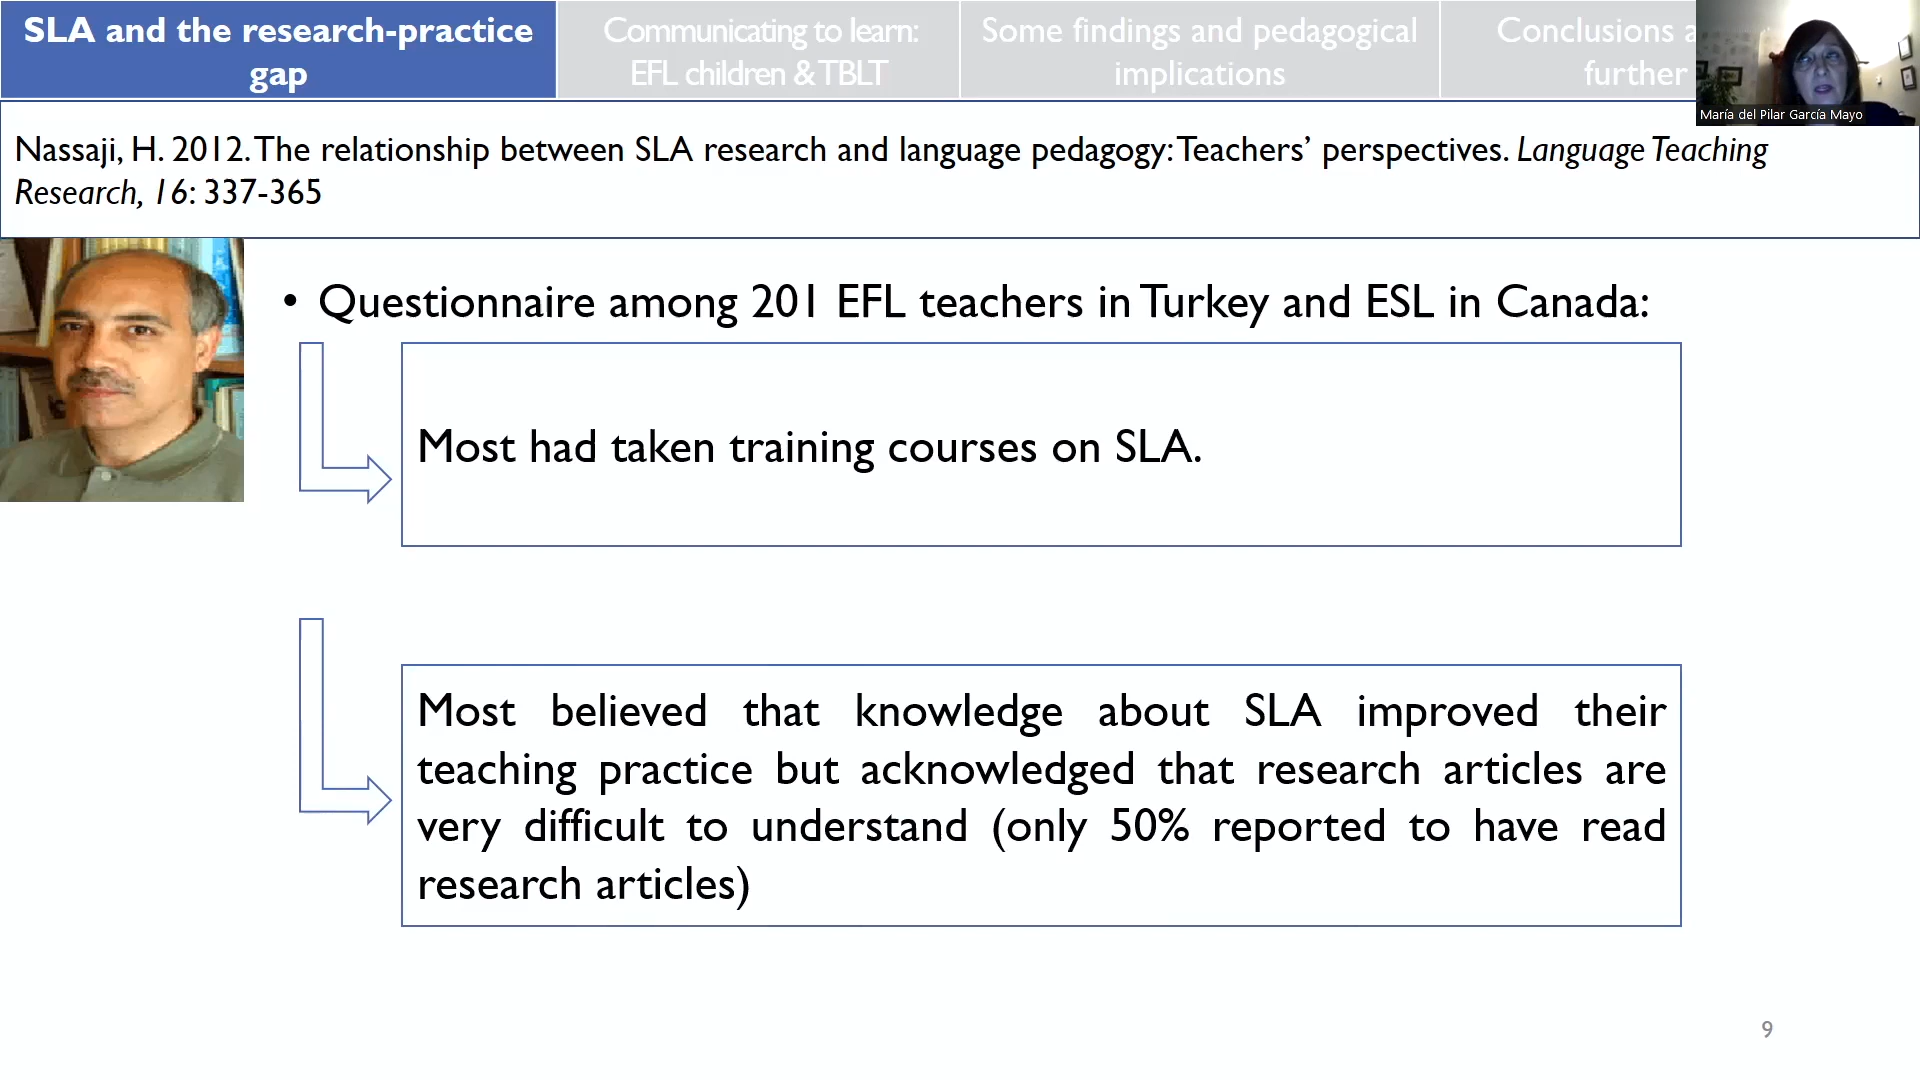 SLA and the research-practice
gap
Communicating to learn:
EFL children & TBLT
Some findings and pedagogical
implications
Conclusions a
further
María del Pilar García Mayo
Nassaji, H. 2012. The relationship between SLA research and language pedagogy: Teachers’ perspectives. Language Teaching
Research, 16: 337-365
• Questionnaire among 201 EFL teachers in Turkey and ESL in Canada:
Most had taken training courses on SLA.
Most believed that knowledge about SLA improved their
teaching practice but acknowledged that research articles are
very difficult to understand (only 50% reported to have read
research articles)
9